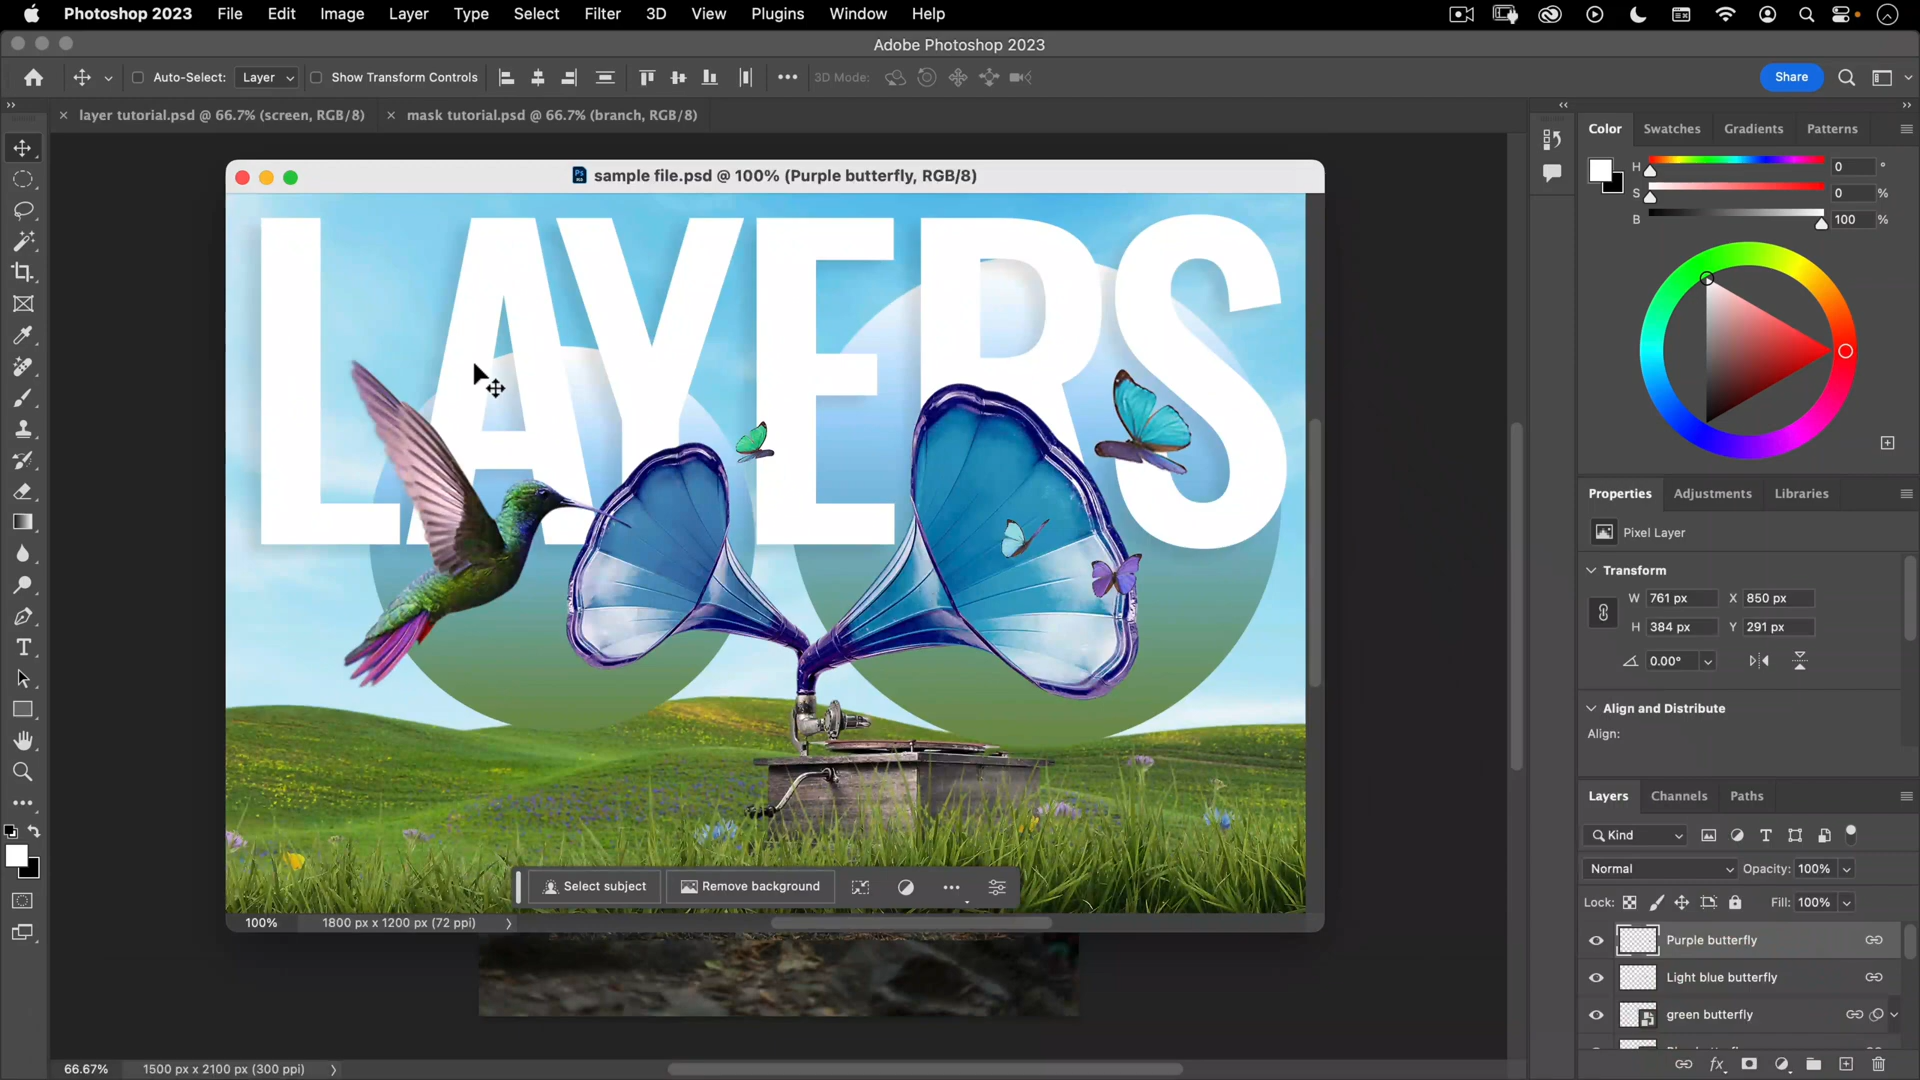 Photoshop 2023 File Edit Image Layer Type Select Filter 3D View Plugins Window Help
Adobe Photoshop 2023
Auto-Select: Layer Show Transform Controls 3D Mode: Share
layer tutorial.psd @ 66.7% (screen, RGB/8) mask tutorial.psd @ 66.7% (branch, RGB/8)
sample file.psd @ 100% (Purple butterfly, RGB/8)
LAYERS
Select subject Remove background
100% 1800 px x 1200 px (72 ppi)
66.67% 1500 px x 2100 px (300 ppi)
Color Swatches Gradients Patterns
H 0 °
S 0 %
B 100 %
Properties Adjustments Libraries
Pixel Layer
Transform
W 761 px X 850 px
H 384 px Y 291 px
0.00°
Align and Distribute
Align:
Layers Channels Paths
Kind
Normal Opacity: 100%
Lock: Fill: 100%
Purple butterfly
Light blue butterfly
green butterfly